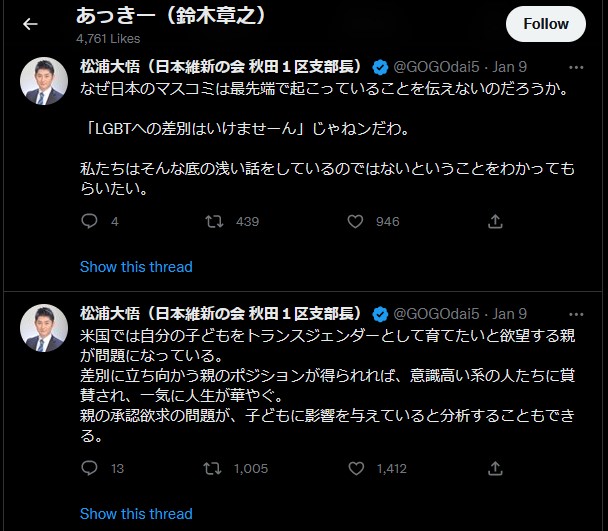 あっきー（鈴木章之）
4,761 Likes
Follow
松浦大悟（日本維新の会 秋田１区支部長） @GOGOdai5 · Jan 9
なぜ日本のマスコミは最先端で起こっていることを伝えないのだろうか。
「LGBTへの差別はいけませーん」じゃねンだわ。
私たちはそんな底の浅い話をしているのではないということをわかっても
らいたい。
4 439 946
Show this thread
松浦大悟（日本維新の会 秋田１区支部長） @GOGOdai5 · Jan 9
米国では自分の子どもをトランスジェンダーとして育てたいと欲望する親
が問題になっている。
差別に立ち向かう親のポジションが得られれば、意識高い系の人たちに賞
賛され、一気に人生が華やぐ。
親の承認欲求の問題が、子どもに影響を与えていると分析することもでき
る。
13 1,005 1,412
Show this thread